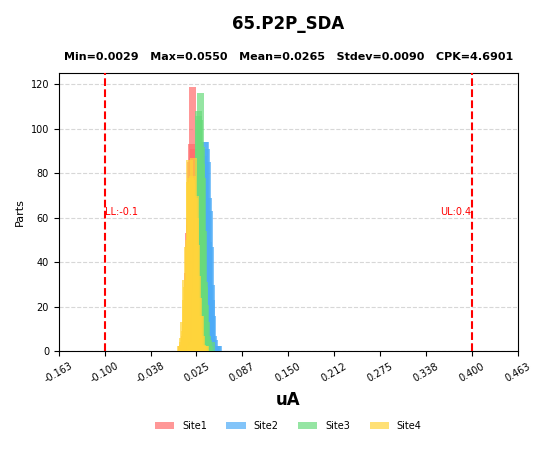 65.P2P_SDA
Min=0.0029 Max=0.0550 Mean=0.0265 Stdev=0.0090 CPK=4.6901
120
100
80
60
40
20
0
Parts
LL:-0.1
UL:0.4
-0.163 -0.100 -0.038 0.025 0.087 0.150 0.212 0.275 0.338 0.400 0.463
uA
Site1 Site2 Site3 Site4